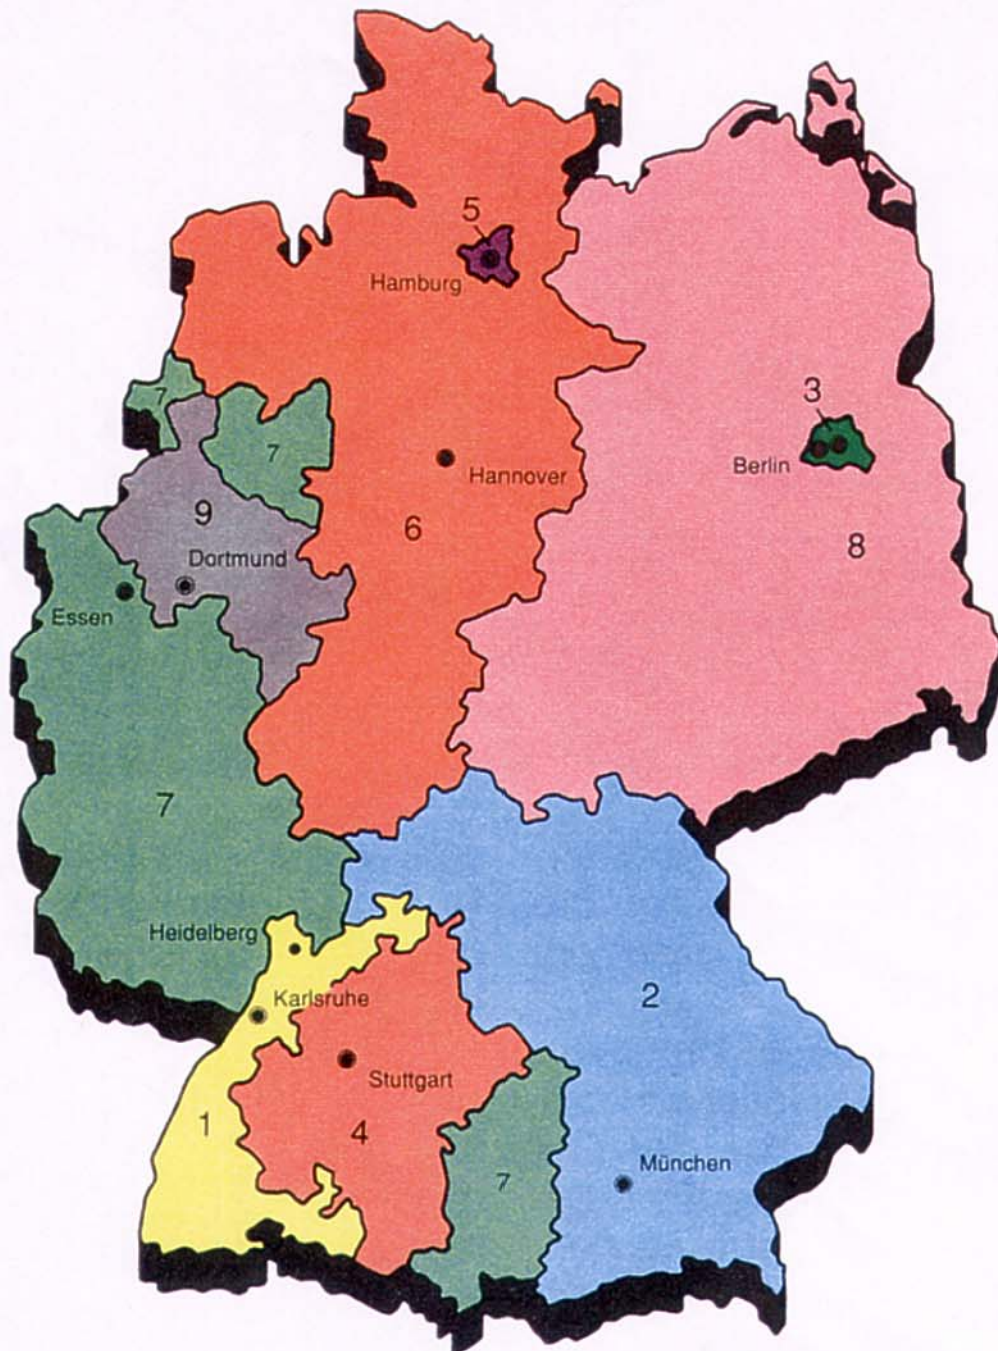 5
Hamburg
7
3
7
Hannover
Berlin
9
6
8
Dortmund
Essen
7
Heidelberg
Karlsruhe
2
Stuttgart
1
4
München
7